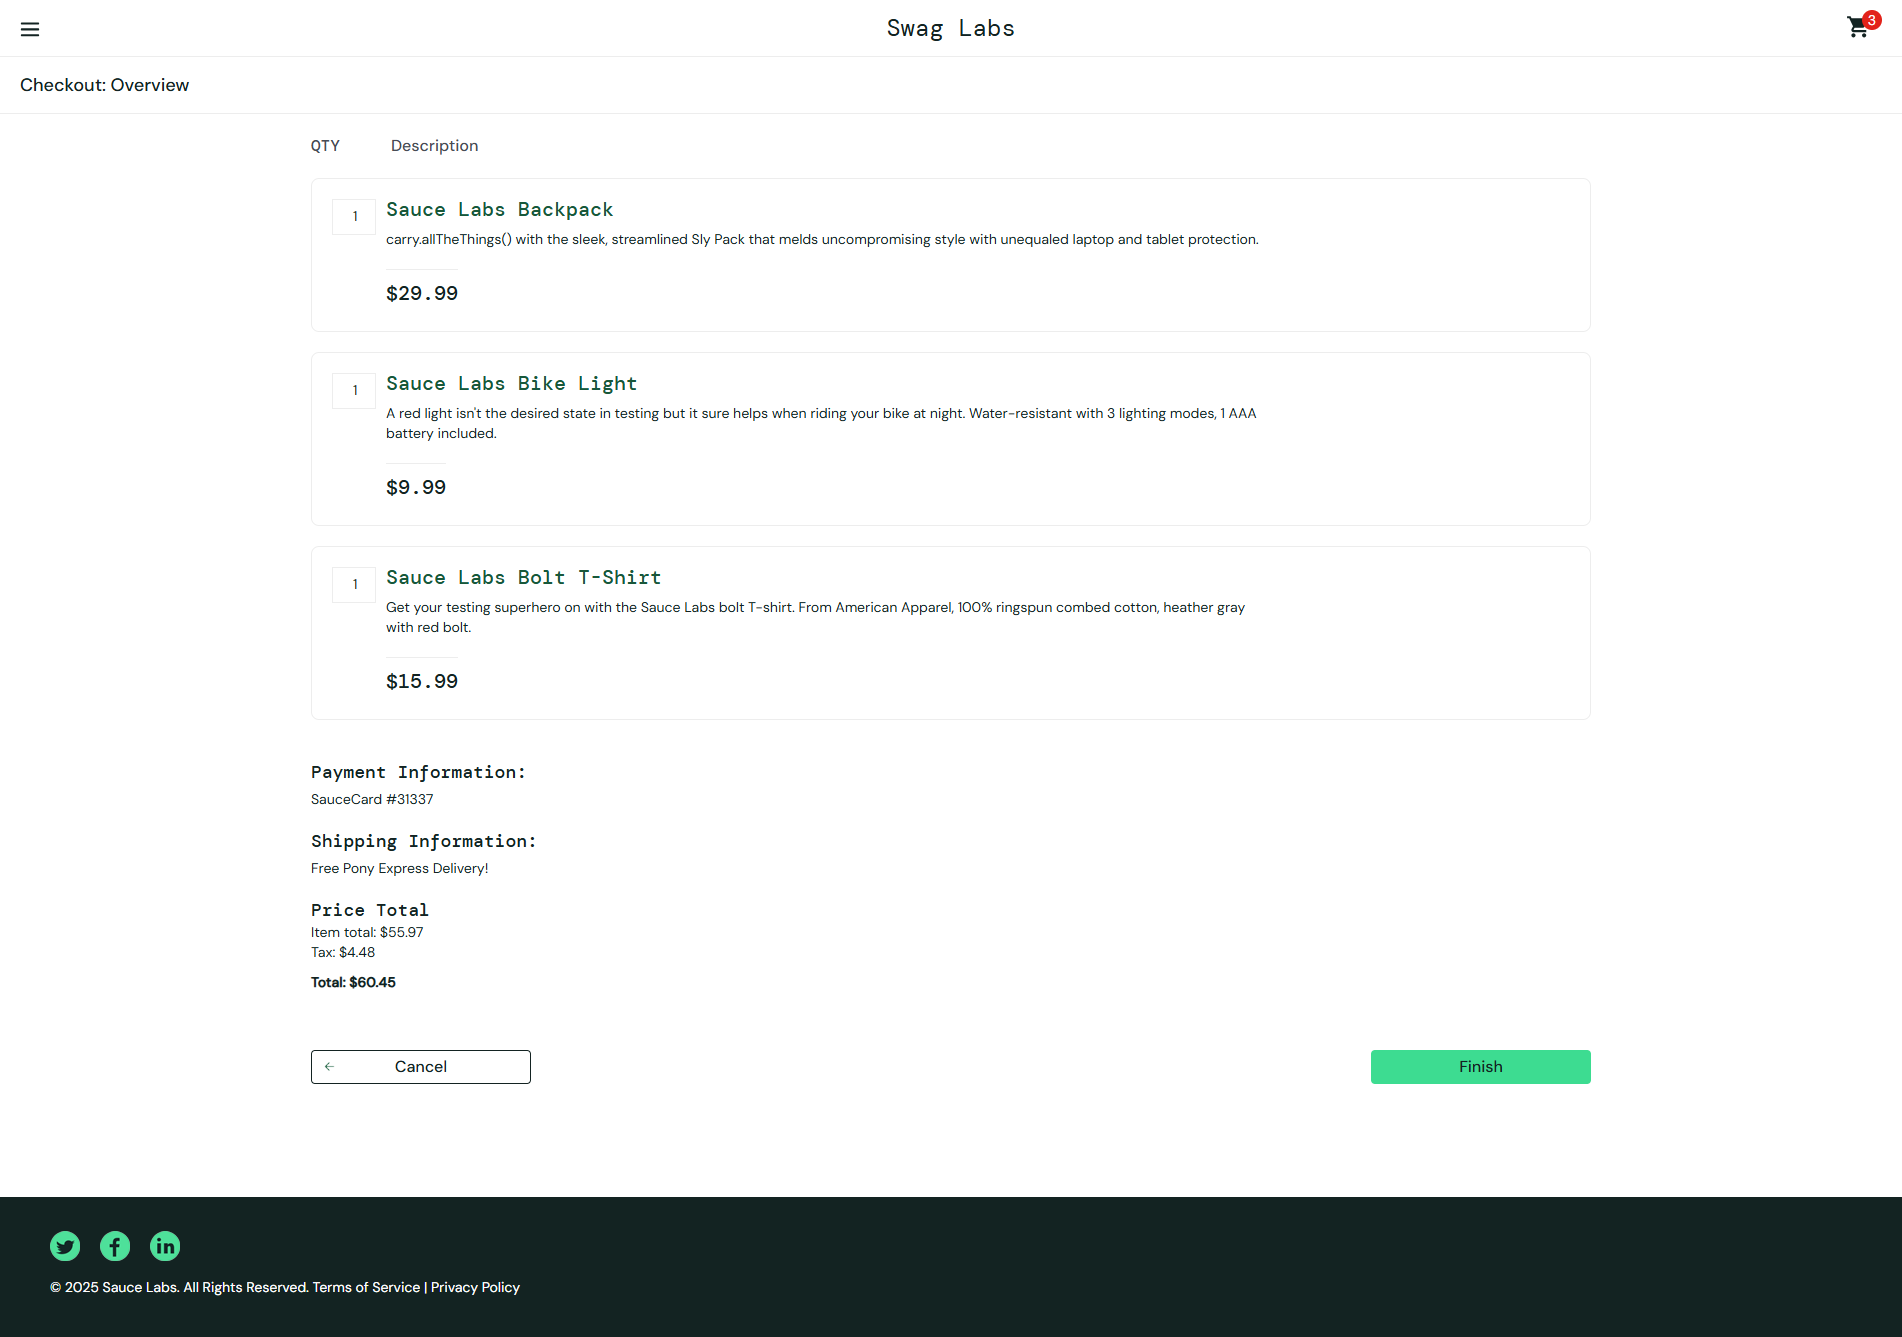 Swag Labs
3
Checkout: Overview
QTY Description
1 Sauce Labs Backpack
carry.allTheThings() with the sleek, streamlined Sly Pack that melds uncompromising style with unequaled laptop and tablet protection.
$29.99
1 Sauce Labs Bike Light
A red light isn't the desired state in testing but it sure helps when riding your bike at night. Water-resistant with 3 lighting modes, 1 AAA
battery included.
$9.99
1 Sauce Labs Bolt T-Shirt
Get your testing superhero on with the Sauce Labs bolt T-shirt. From American Apparel, 100% ringspun combed cotton, heather gray
with red bolt.
$15.99
Payment Information:
SauceCard #31337
Shipping Information:
Free Pony Express Delivery!
Price Total
Item total: $55.97
Tax: $4.48
Total: $60.45
Cancel
Finish
© 2025 Sauce Labs. All Rights Reserved. Terms of Service | Privacy Policy